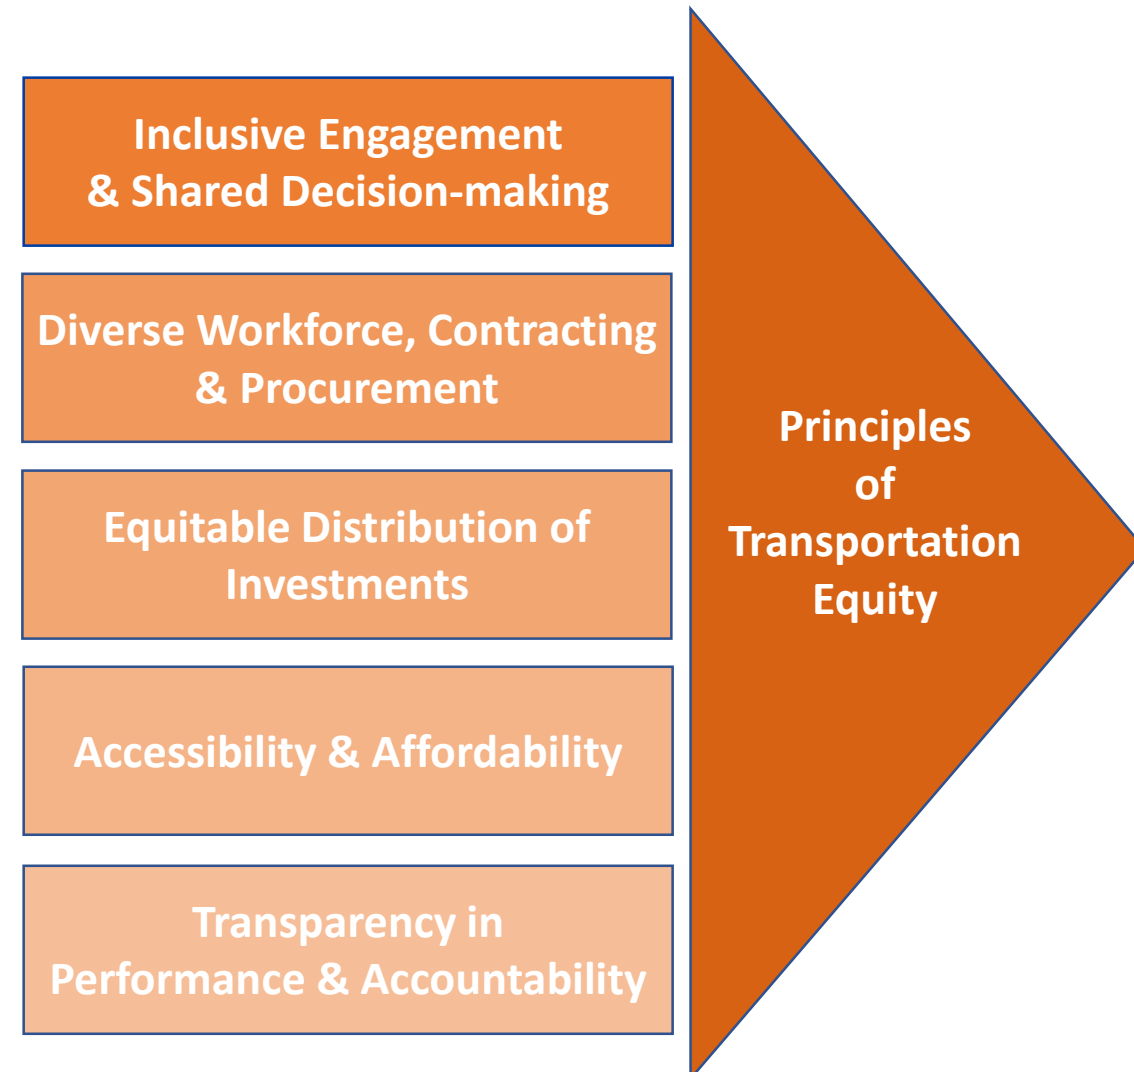 Inclusive Engagement
& Shared Decision-making
Diverse Workforce, Contracting
& Procurement
Equitable Distribution of
Investments
Accessibility & Affordability
Transparency in
Performance & Accountability
Principles
of
Transportation
Equity